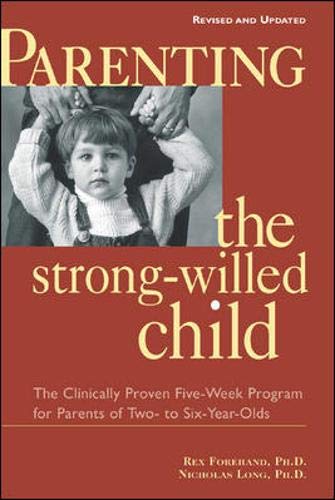 REVISED AND UPDATED
PARENTING
the
strong-willed
child
The Clinically Proven Five-Week Program
for Parents of Two- to Six-Year-Olds
REX FOREHAND, PH.D.
NICHOLAS LONG, PH.D.